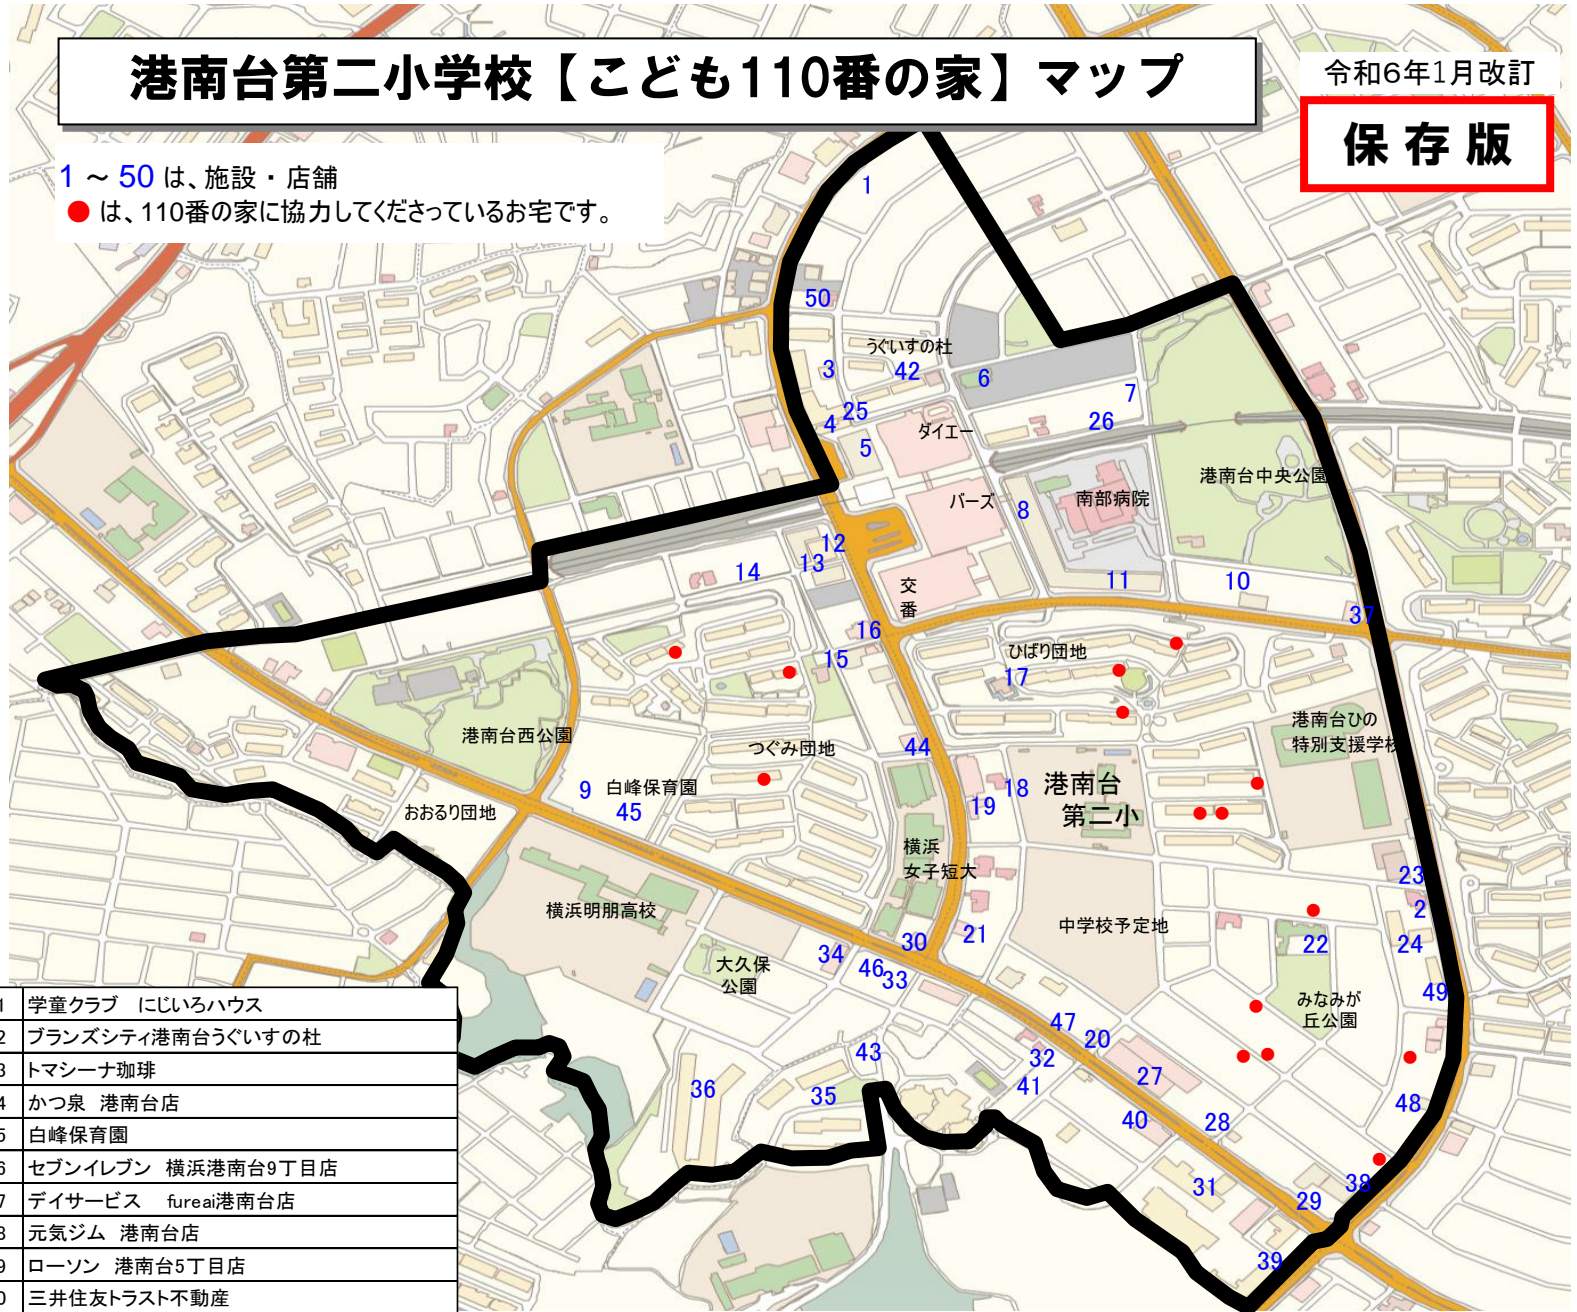 港南台第二小学校【こども110番の家】マップ
令和6年1月改訂
保存版
1 ～ 50 は、施設・店舗
は、110番の家に協力してくださっているお宅です。
1
50
うぐいすの杜
3
42
6
7
25
4
26
ダイエー
5
港南台中央公園
バーズ
南部病院
8
12
13
14
11
10
交
番
37
16
ひばり団地
15
17
港南台ひの
特別支援学校
港南台西公園
つぐみ団地
44
9
白峰保育園
45
18
港南台
第二小
19
おおるり団地
横浜
女子短大
23
横浜明朋高校
2
中学校予定地
21
22
24
30
34
46
33
大久保
公園
49
みなみが
丘公園
47
20
43
32
27
41
36
35
48
40
28
31
38
29
39
1 学童クラブ にじいろハウス
2 ブランズシティ港南台うぐいすの杜
3 トマシーナ珈琲
4 かつ泉 港南台店
5 白峰保育園
6 セブンイレブン 横浜港南台9丁目店
7 デイサービス fureai港南台店
3 元気ジム 港南台店
9 ローソン 港南台5丁目店
0 三井住友トラスト不動産